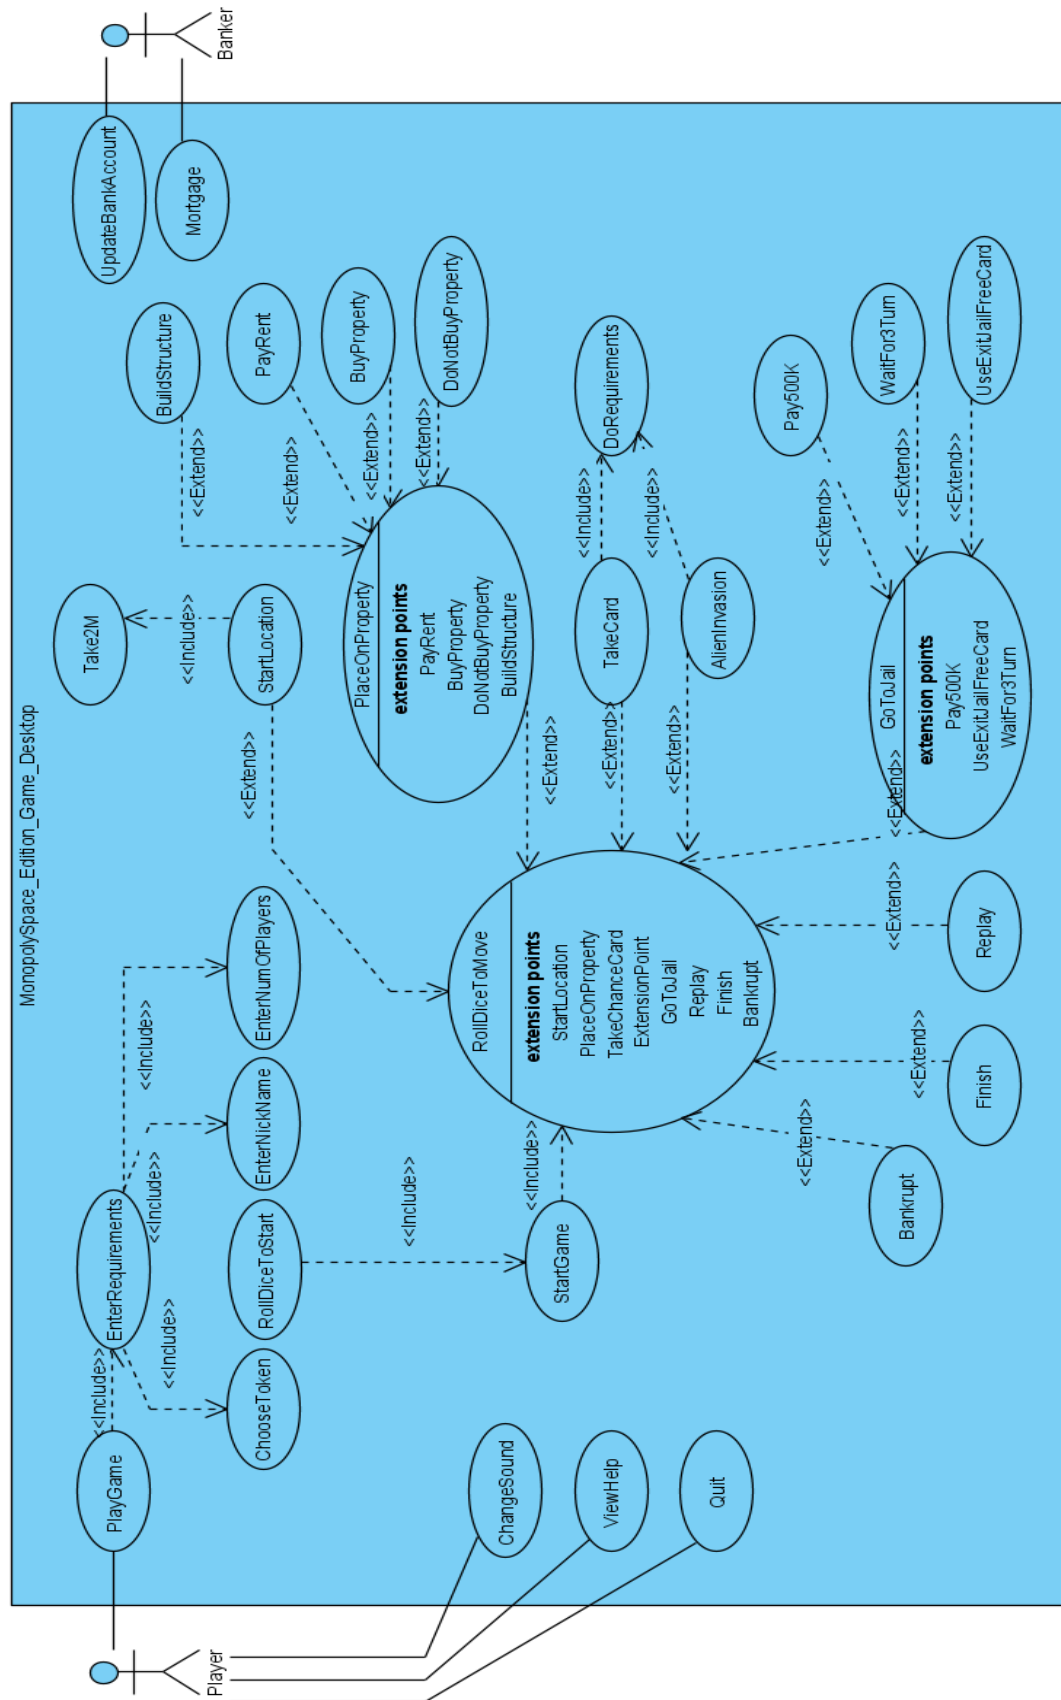 MonopolySpace_Edition_Game_Desktop
Player
PlayGame
<<Include>>
EnterRequirements
<<Include>>
ChooseToken
<<Include>>
EnterNickName
<<Include>>
EnterNumOfPlayers
RollDiceToStart
<<Include>>
StartGame
<<Include>>
ChangeSound
ViewHelp
Quit
RollDiceToMove
extension points
StartLocation
PlaceOnProperty
TakeChanceCard
ExtensionPoint
GoToJail
Replay
Finish
Bankrupt
<<Extend>>
StartLocation
<<Include>>
Take2M
<<Extend>>
PlaceOnProperty
extension points
PayRent
BuyProperty
DoNotBuyProperty
BuildStructure
<<Extend>>
BuildStructure
<<Extend>>
PayRent
<<Extend>>
BuyProperty
<<Extend>>
DoNotBuyProperty
<<Extend>>
TakeCard
<<Include>>
DoRequirements
<<Extend>>
AlienInvasion
<<Include>>
<<Extend>>
GoToJail
extension points
Pay500K
UseExitJailFreeCard
WaitFor3Turn
<<Extend>>
Pay500K
<<Extend>>
WaitFor3Turn
<<Extend>>
UseExitJailFreeCard
<<Extend>>
Replay
<<Extend>>
Finish
<<Extend>>
Bankrupt
UpdateBankAccount
Mortgage
Banker